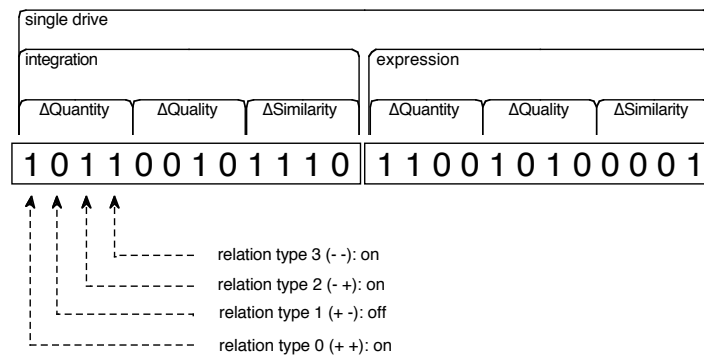 single drive
integration
expression
ΔQuantity ΔQuality ΔSimilarity ΔQuantity ΔQuality ΔSimilarity
1 0 1 1 0 0 1 0 1 1 1 0 1 1 0 0 1 0 1 0 0 0 0 1
relation type 3 (- -): on
relation type 2 (- +): on
relation type 1 (+ -): off
relation type 0 (+ +): on